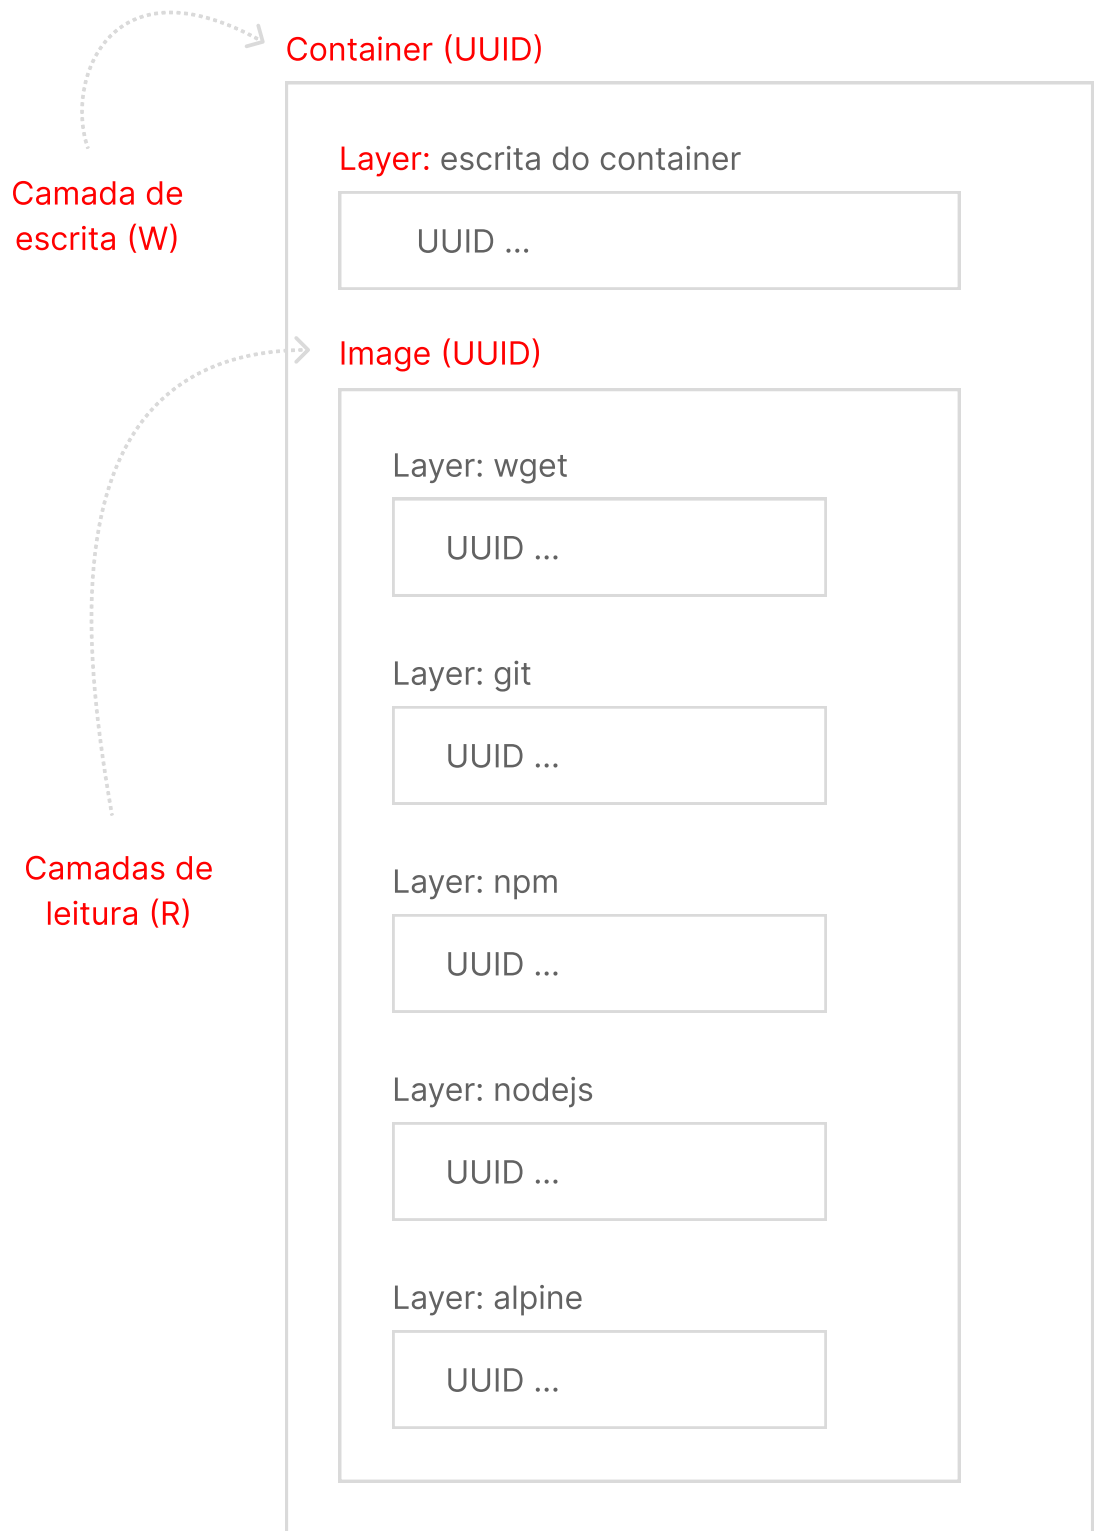 Container (UUID)
Layer: escrita do container
Camada de
escrita (W)
UUID ...
Image (UUID)
Layer: wget
UUID ...
Layer: git
UUID ...
Camadas de
leitura (R)
Layer: npm
UUID ...
Layer: nodejs
UUID ...
Layer: alpine
UUID ...